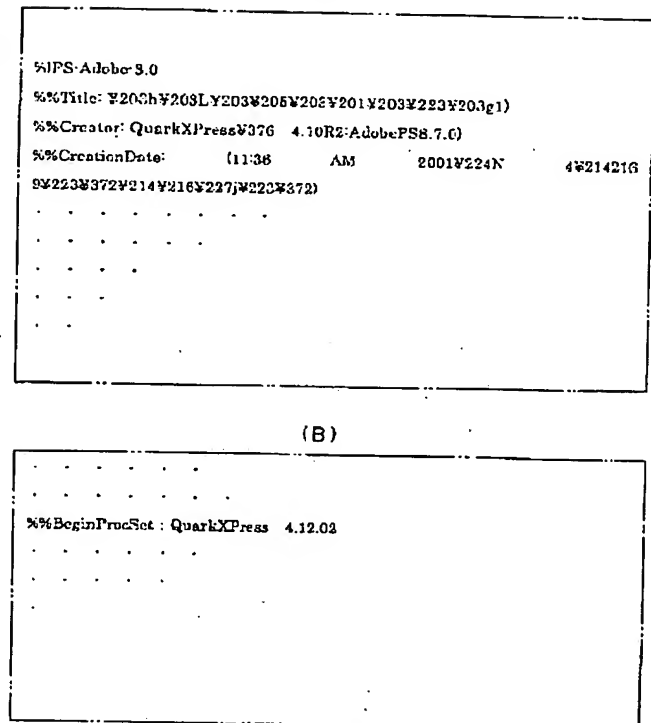 %!PS-Adobe-3.0
%%Title: ¥203h¥203L¥203¥205¥203¥201¥203¥223¥203g1)
%%Creator: QuarkXPress¥376 4.10R2:AdobePS8.7.0)
%%CreationDate: (11:36 AM 2001¥224N 4¥214216
9¥223¥372¥214¥216¥227j¥223¥372)
. . . . . . . .
. . . . . .
. . . .
. . .
. .
(B)
. . . . . .
. . . . . . .
%%BeginProcSet : QuarkXPress 4.12.02
. . . . . .
. . . . .
.